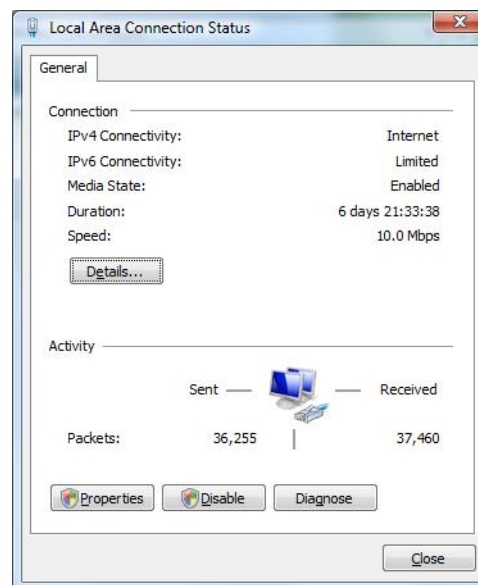 Local Area Connection Status
General
Connection
IPv4 Connectivity: Internet
IPv6 Connectivity: Limited
Media State: Enabled
Duration: 6 days 21:33:38
Speed: 10.0 Mbps
Details...
Activity
Sent Received
Packets: 36,255 37,460
Properties Disable Diagnose
Close